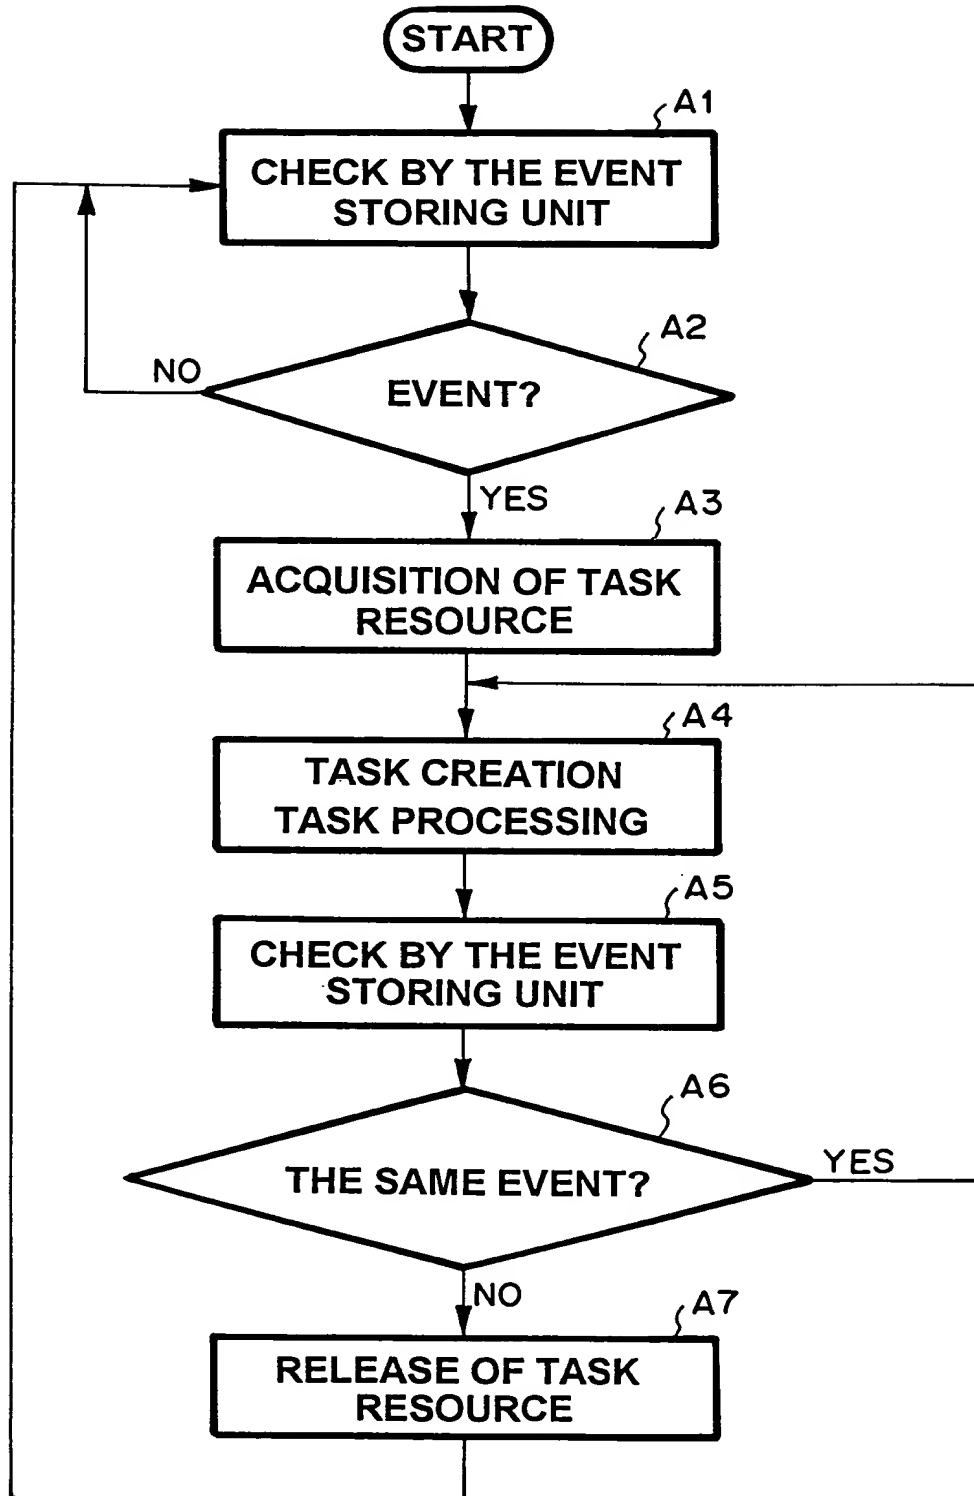 START
A1
CHECK BY THE EVENT
STORING UNIT
A2
EVENT?
NO
YES
A3
ACQUISITION OF TASK
RESOURCE
A4
TASK CREATION
TASK PROCESSING
A5
CHECK BY THE EVENT
STORING UNIT
A6
THE SAME EVENT?
YES
NO
A7
RELEASE OF TASK
RESOURCE